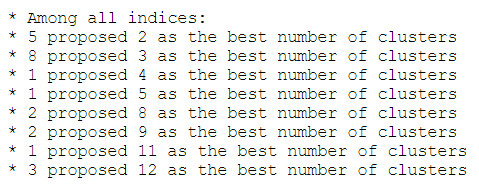 * Among all indices:
* 5 proposed 2 as the best number of clusters
* 8 proposed 3 as the best number of clusters
* 1 proposed 4 as the best number of clusters
* 1 proposed 5 as the best number of clusters
* 2 proposed 8 as the best number of clusters
* 2 proposed 9 as the best number of clusters
* 1 proposed 11 as the best number of clusters
* 3 proposed 12 as the best number of clusters